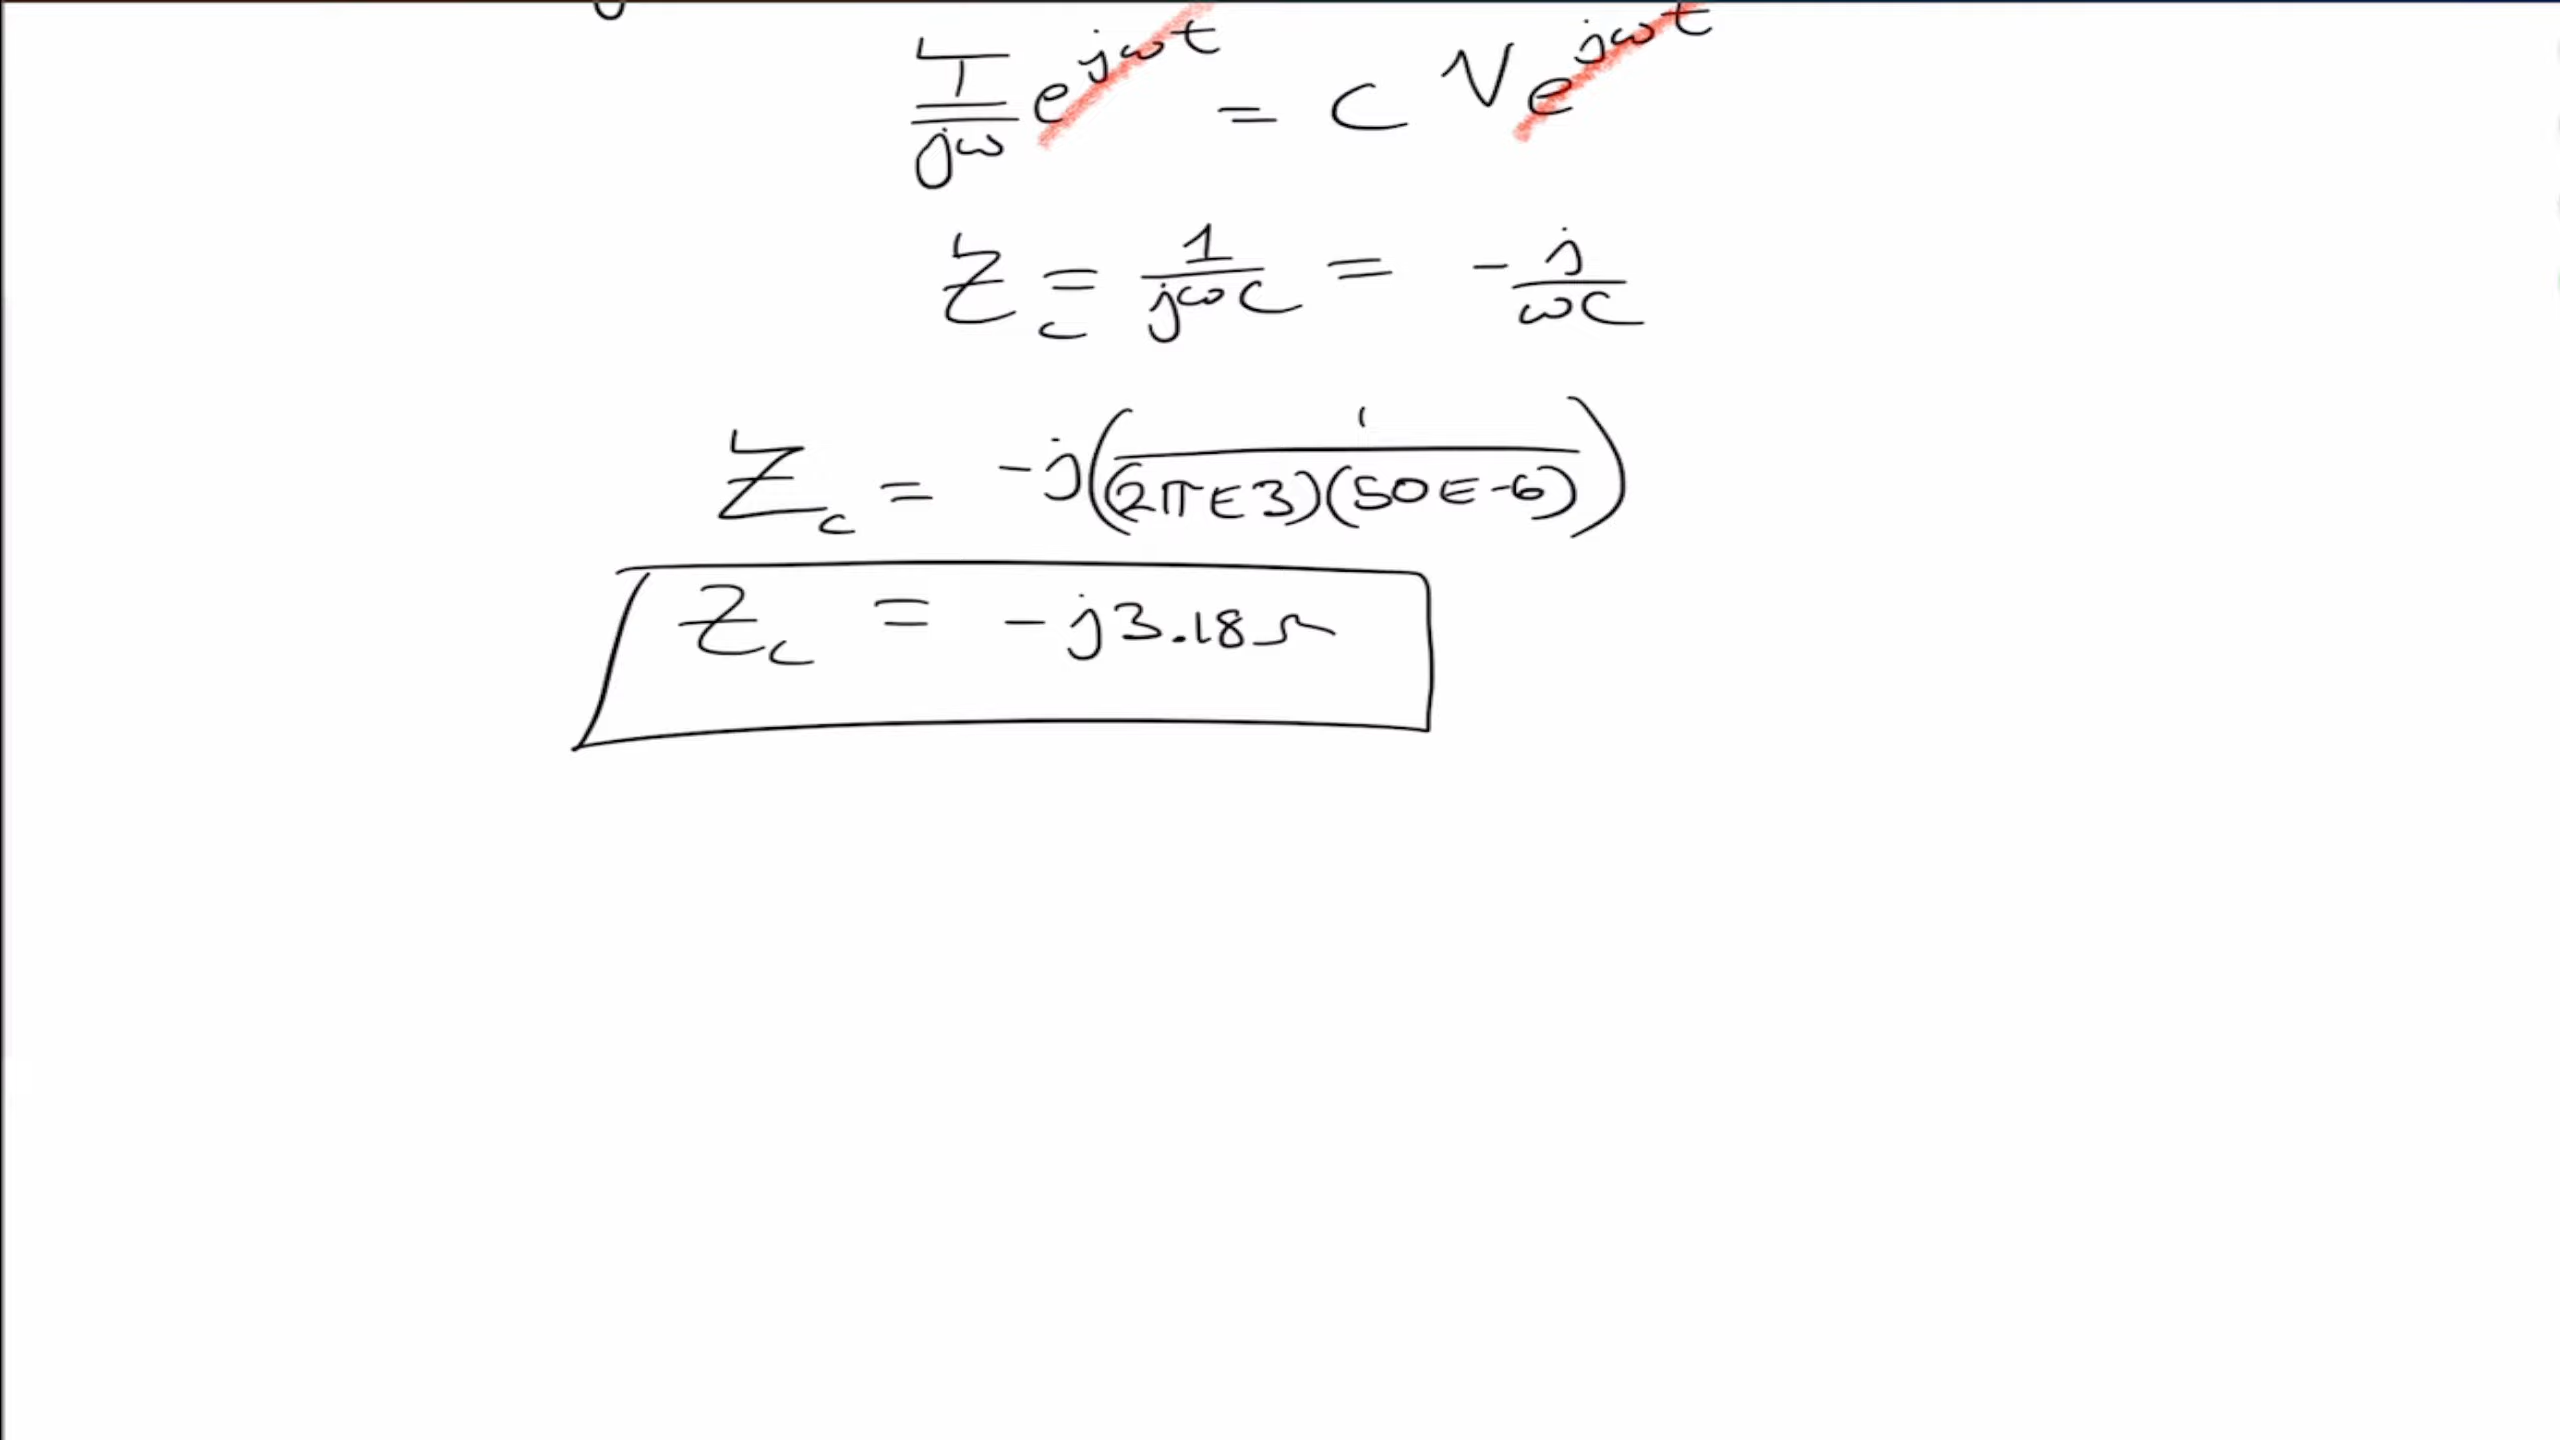 I/jω e^jωt = C V e^jωt
Z_c = 1/jωC = - j/ωC
Z_c = -j(1/(2πE3)(50E-6))
Z_c = -j3.18Ω